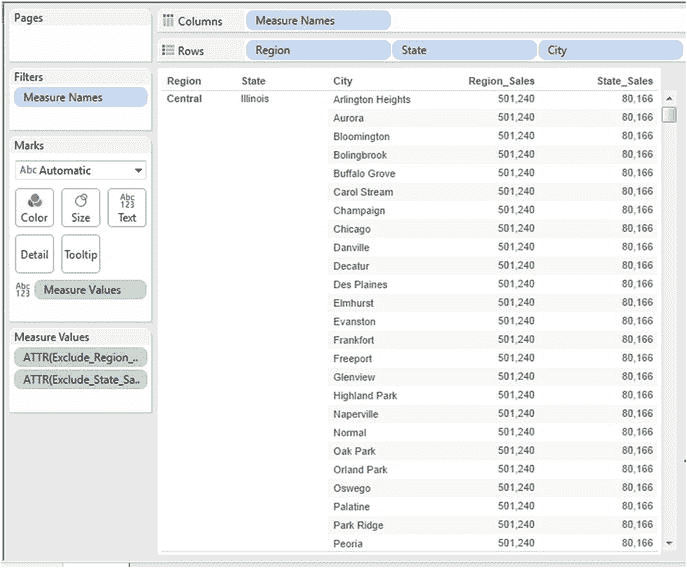 Pages
Columns Measure Names
Rows Region State City
Filters
Measure Names
Marks
Abc Automatic
Color Size Abc 123 Text
Detail Tooltip
Abc 123 Measure Values
Measure Values
ATTR(Exclude_Region_..
ATTR(Exclude_State_Sa..
Region State City Region_Sales State_Sales
Central Illinois Arlington Heights 501,240 80,166
Aurora 501,240 80,166
Bloomington 501,240 80,166
Bolingbrook 501,240 80,166
Buffalo Grove 501,240 80,166
Carol Stream 501,240 80,166
Champaign 501,240 80,166
Chicago 501,240 80,166
Danville 501,240 80,166
Decatur 501,240 80,166
Des Plaines 501,240 80,166
Elmhurst 501,240 80,166
Evanston 501,240 80,166
Frankfort 501,240 80,166
Freeport 501,240 80,166
Glenview 501,240 80,166
Highland Park 501,240 80,166
Naperville 501,240 80,166
Normal 501,240 80,166
Oak Park 501,240 80,166
Orland Park 501,240 80,166
Oswego 501,240 80,166
Palatine 501,240 80,166
Park Ridge 501,240 80,166
Peoria 501,240 80,166